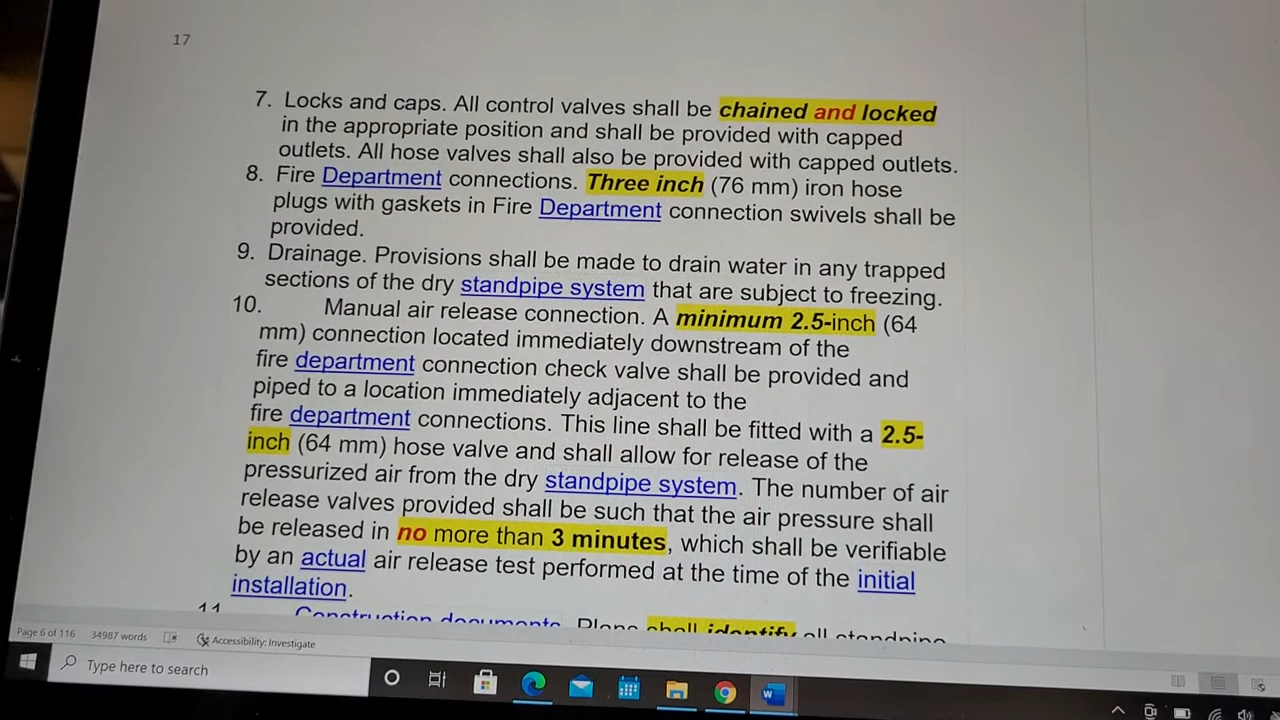 17
7. Locks and caps. All control valves shall be chained and locked
in the appropriate position and shall be provided with capped
outlets. All hose valves shall also be provided with capped outlets.
8. Fire Department connections. Three inch (76 mm) iron hose
plugs with gaskets in Fire Department connection swivels shall be
provided.
9. Drainage. Provisions shall be made to drain water in any trapped
sections of the dry standpipe system that are subject to freezing.
10. Manual air release connection. A minimum 2.5-inch (64
mm) connection located immediately downstream of the
fire department connection check valve shall be provided and
piped to a location immediately adjacent to the
fire department connections. This line shall be fitted with a 2.5-
inch (64 mm) hose valve and shall allow for release of the
pressurized air from the dry standpipe system. The number of air
release valves provided shall be such that the air pressure shall
be released in no more than 3 minutes, which shall be verifiable
by an actual air release test performed at the time of the initial
installation.
11 Construction documents. Plans shall identify all standpipe
Page 6 of 116 34987 words Accessibility: Investigate
Type here to search